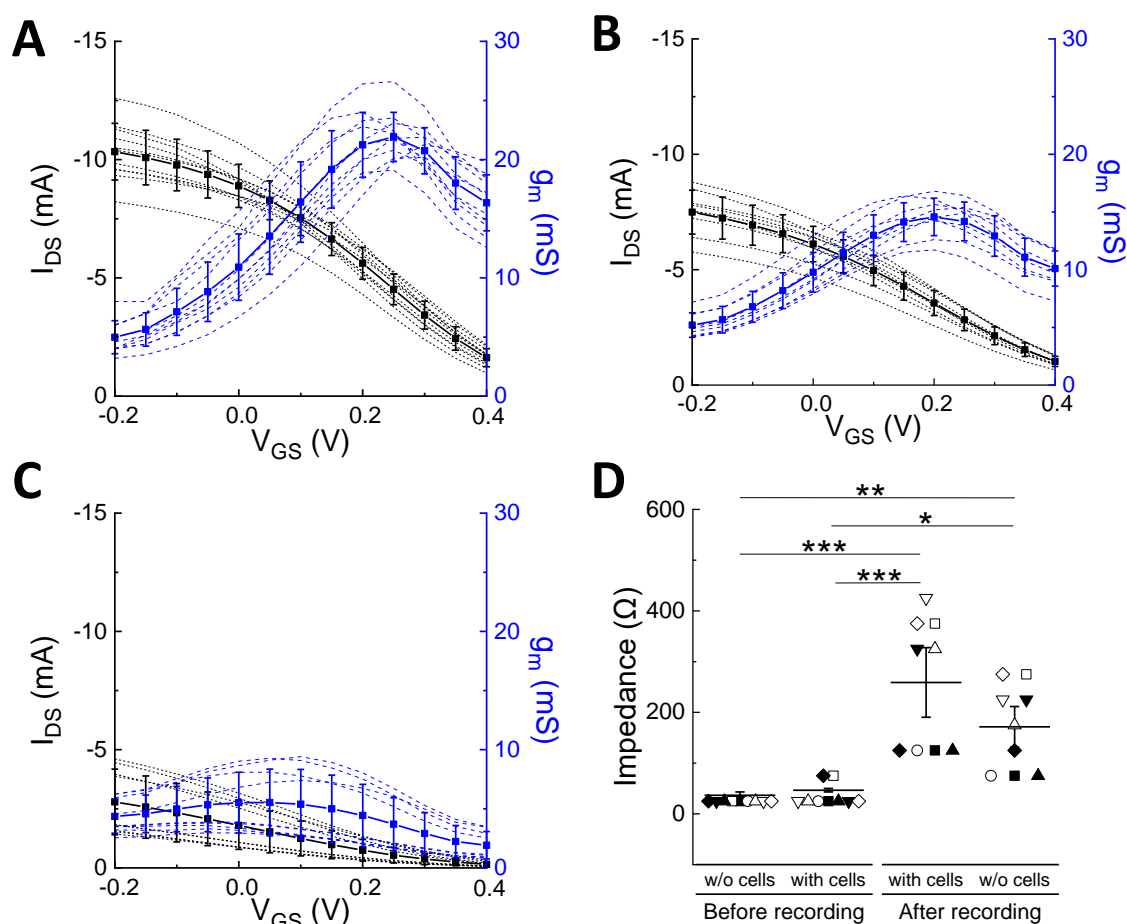 A
-15
-10
-5
0
I_DS (mA)
30
20
10
0
g_m (mS)
-0.2 0.0 0.2 0.4
V_GS (V)
B
-15
-10
-5
0
I_DS (mA)
30
20
10
0
g_m (mS)
-0.2 0.0 0.2 0.4
V_GS (V)
C
-15
-10
-5
0
I_DS (mA)
30
20
10
0
g_m (mS)
-0.2 0.0 0.2 0.4
V_GS (V)
D
600
400
200
0
Impedance (Ω)
**
*
***
***
w/o cells with cells with cells w/o cells
Before recording After recording